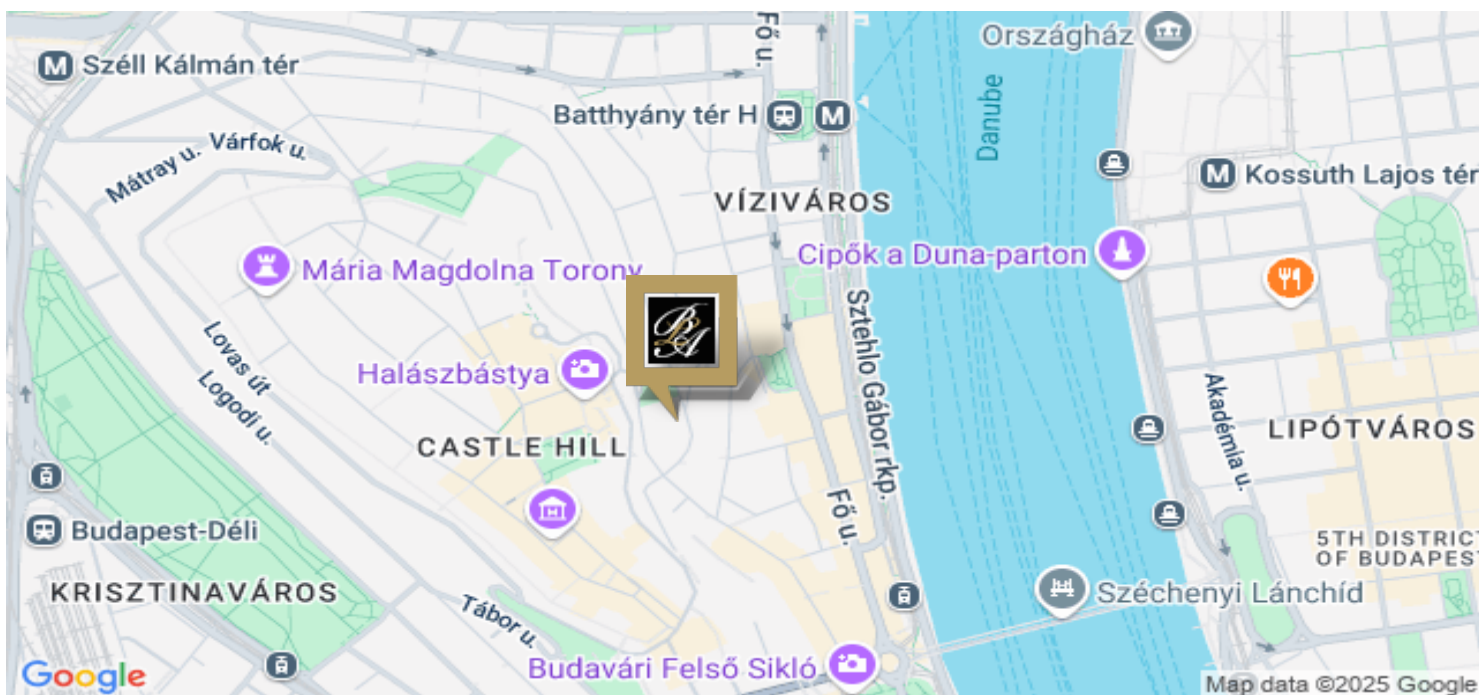 Országház
Fő u.
M Széll Kálmán tér
Batthyány tér H M
Danube
Várfok u.
Mátray u.
M Kossuth Lajos tér
VÍZIVÁROS
Cipők a Duna-parton
Mária Magdolna Torony
Sztehlo Gábor rkp.
Lovas út
Halászbástya
Logodi u.
Akadémia u.
CASTLE HILL
LIPÓTVÁROS
Fő u.
Budapest-Déli
5TH DISTRICT
OF BUDAPEST
KRISZTINAVÁROS
Széchenyi Lánchíd
Tábor u.
Budavári Felső Sikló
Google
Map data ©2025 Google